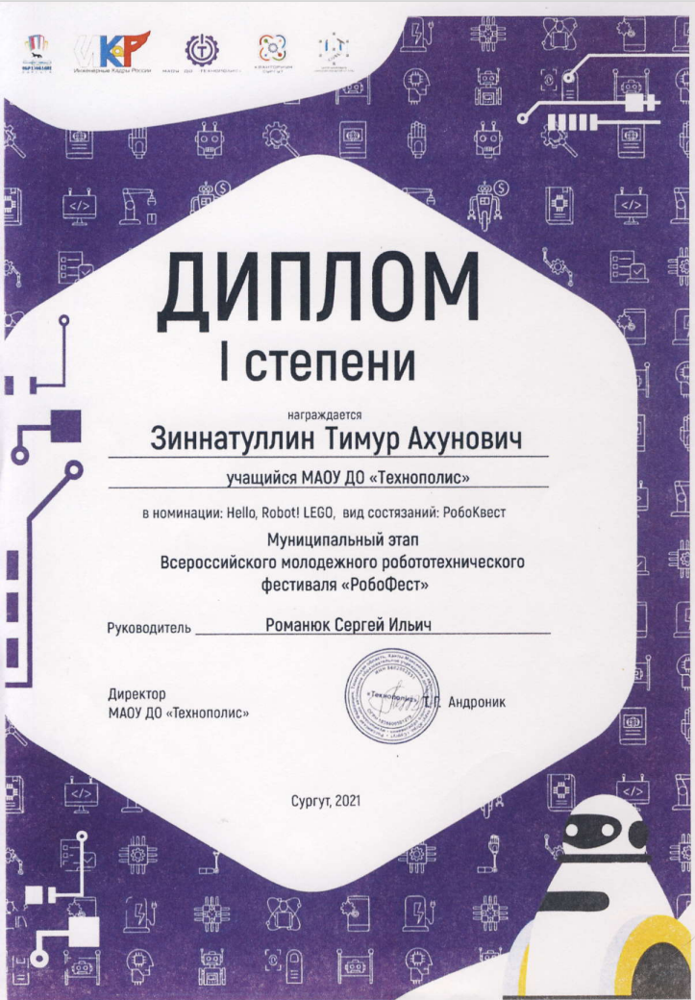 ИКР
Инженерные Кадры России
ДИПЛОМ
I степени
награждается
Зиннатуллин Тимур Ахунович
учащийся МАОУ ДО «Технополис»
в номинации: Hello, Robot! LEGO, вид состязаний: РобоКвест
Муниципальный этап
Всероссийского молодежного робототехнического
фестиваля «РобоФест»
Руководитель Романюк Сергей Ильич
«Технополис»
Директор
МАОУ ДО «Технополис»
Т.Г. Андроник
Сургут, 2021